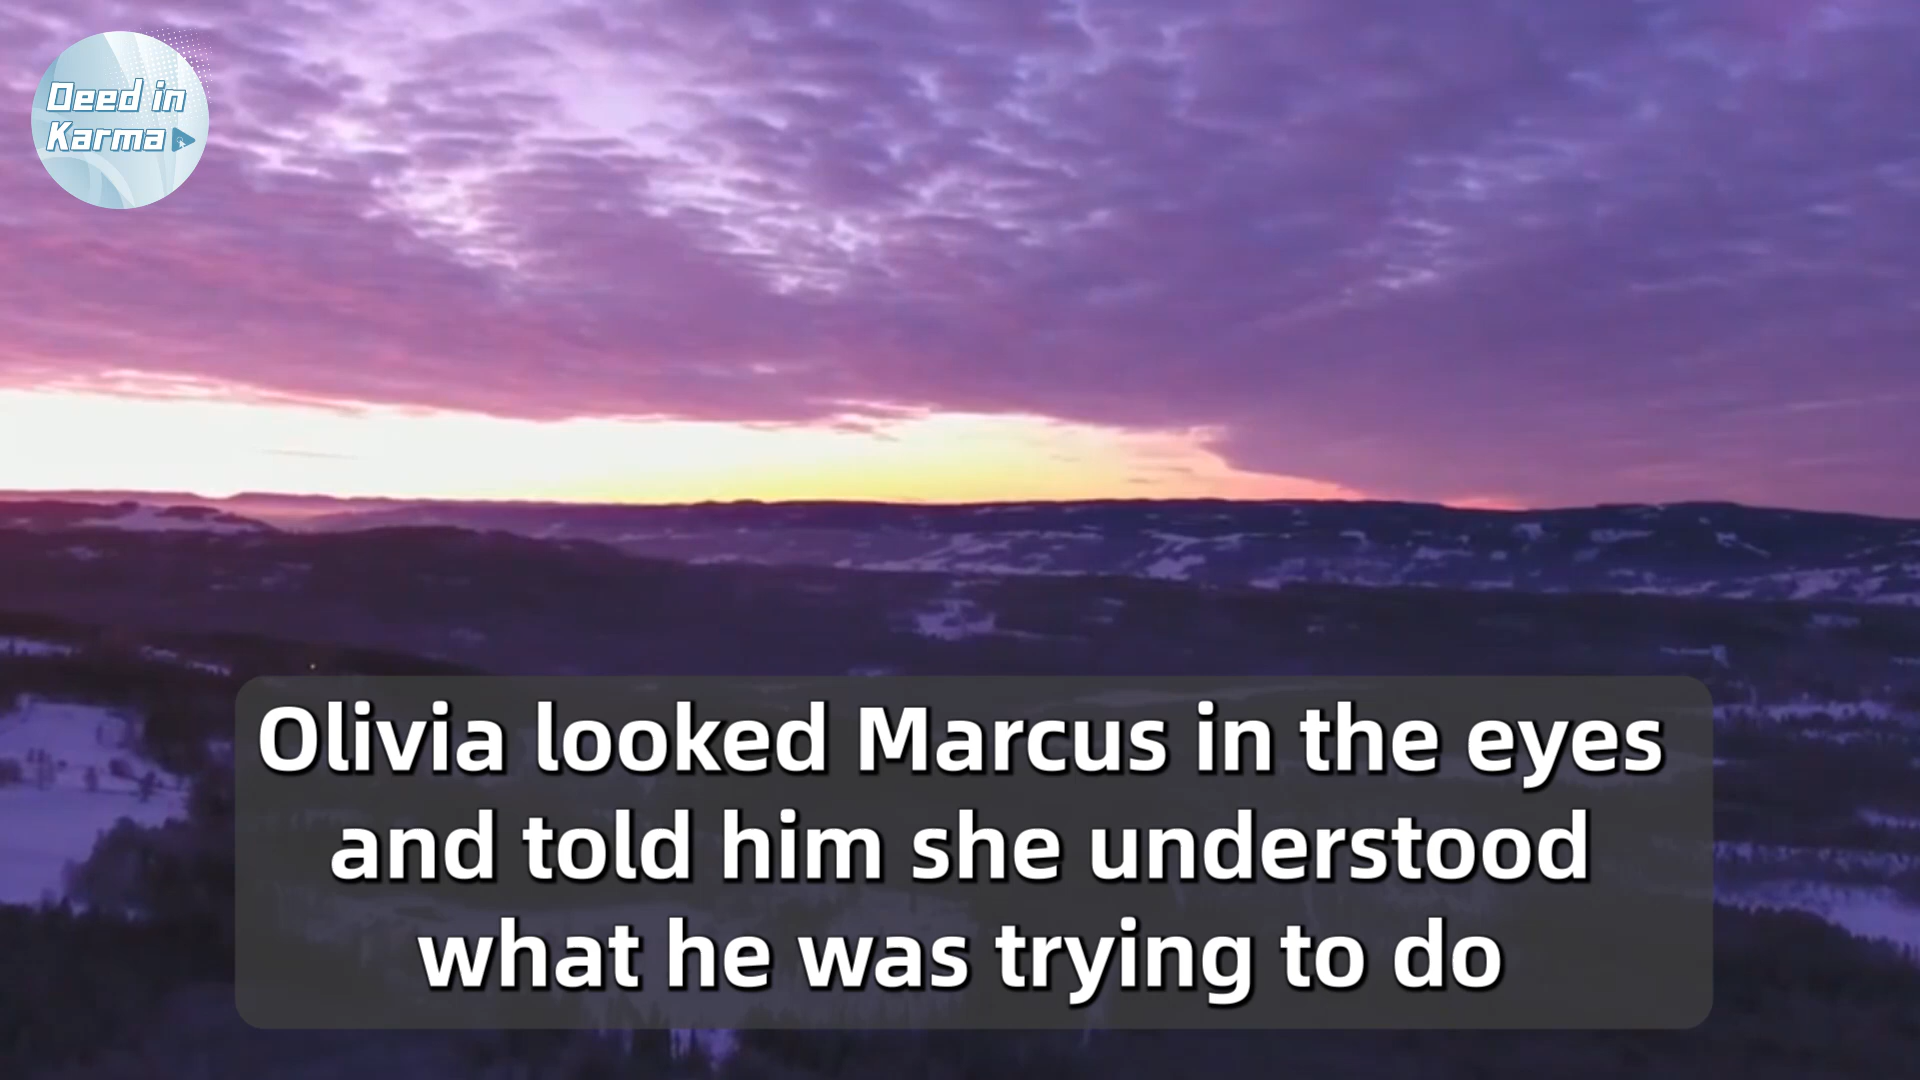 Deed in
Karma
Olivia looked Marcus in the eyes
and told him she understood
what he was trying to do